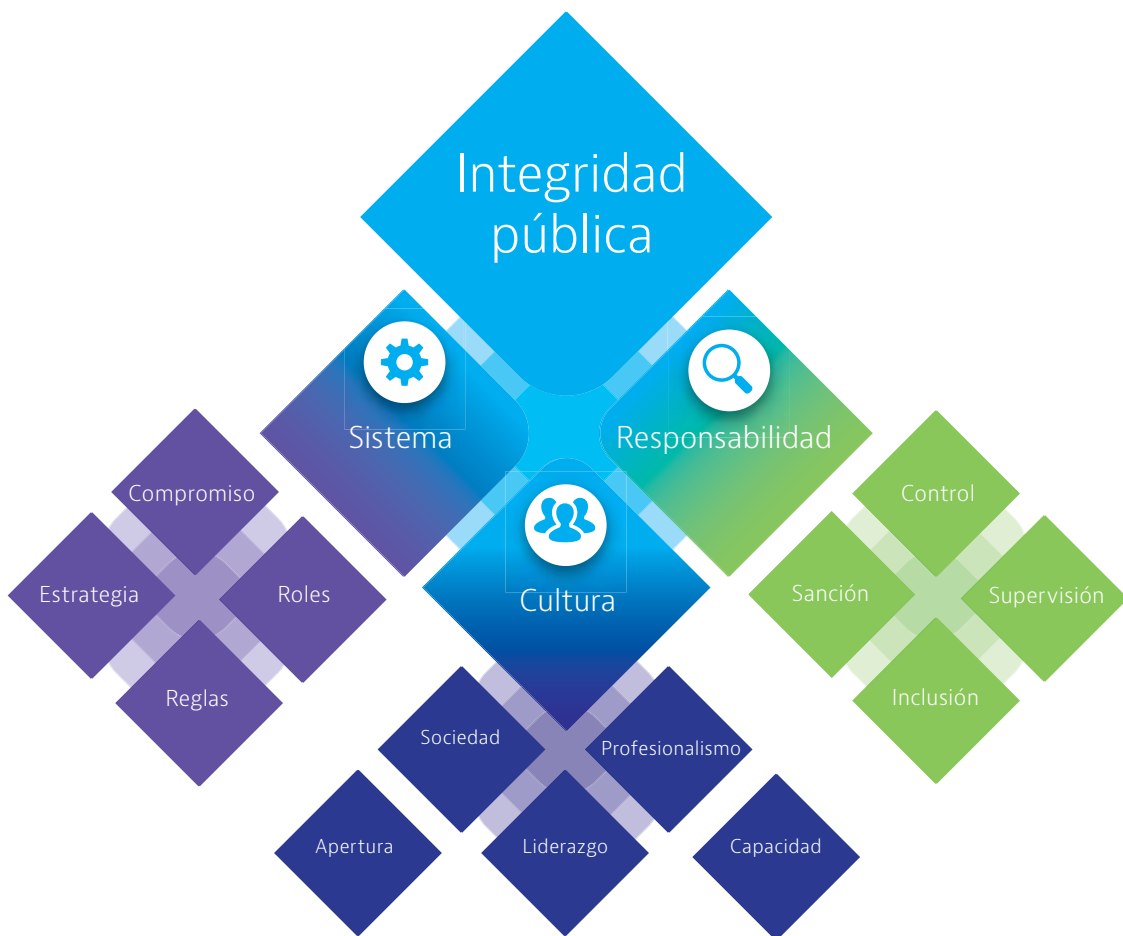 Integridad
pública
Sistema
Responsabilidad
Cultura
Compromiso
Estrategia
Roles
Reglas
Sociedad
Profesionalismo
Apertura
Liderazgo
Capacidad
Control
Sanción
Supervisión
Inclusión